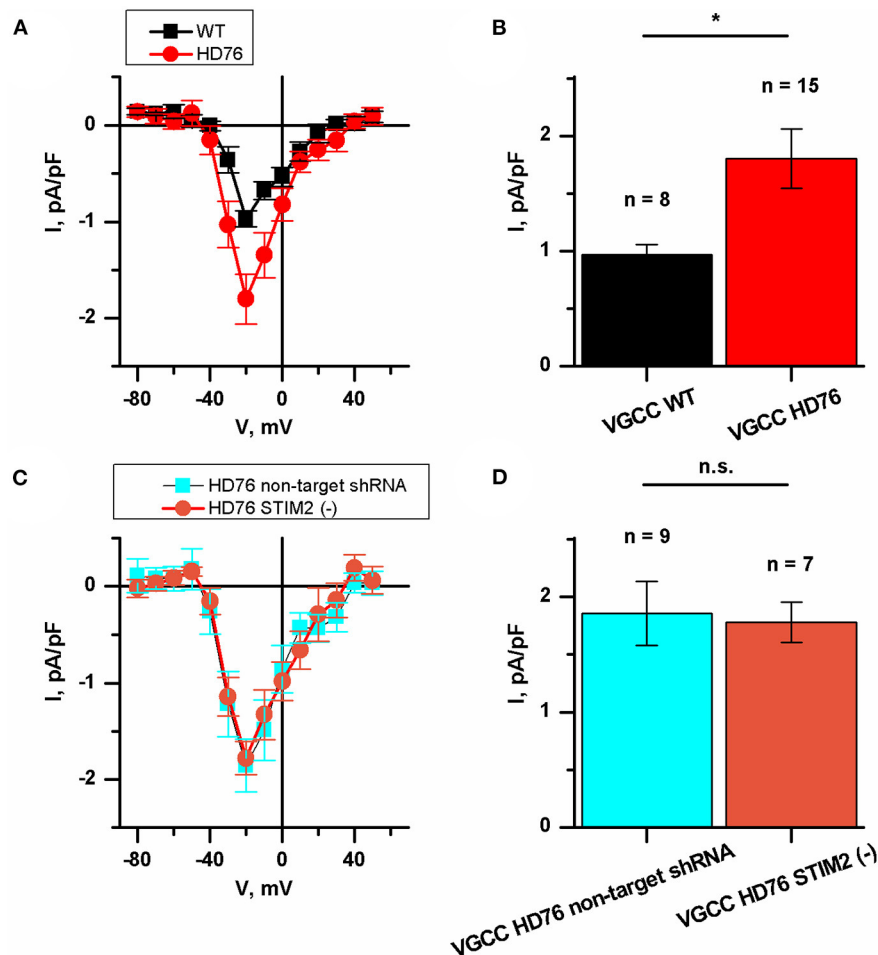 A
WT
HD76
0
-1
-2
I, pA/pF
-80
-40
0
40
V, mV
B
*
n = 15
n = 8
2
1
0
I, pA/pF
VGCC WT
VGCC HD76
C
HD76 non-target shRNA
HD76 STIM2 (-)
0
-1
-2
I, pA/pF
-80
-40
0
40
V, mV
D
n.s.
n = 9
n = 7
2
1
0
I, pA/pF
VGCC HD76 non-target shRNA
VGCC HD76 STIM2 (-)